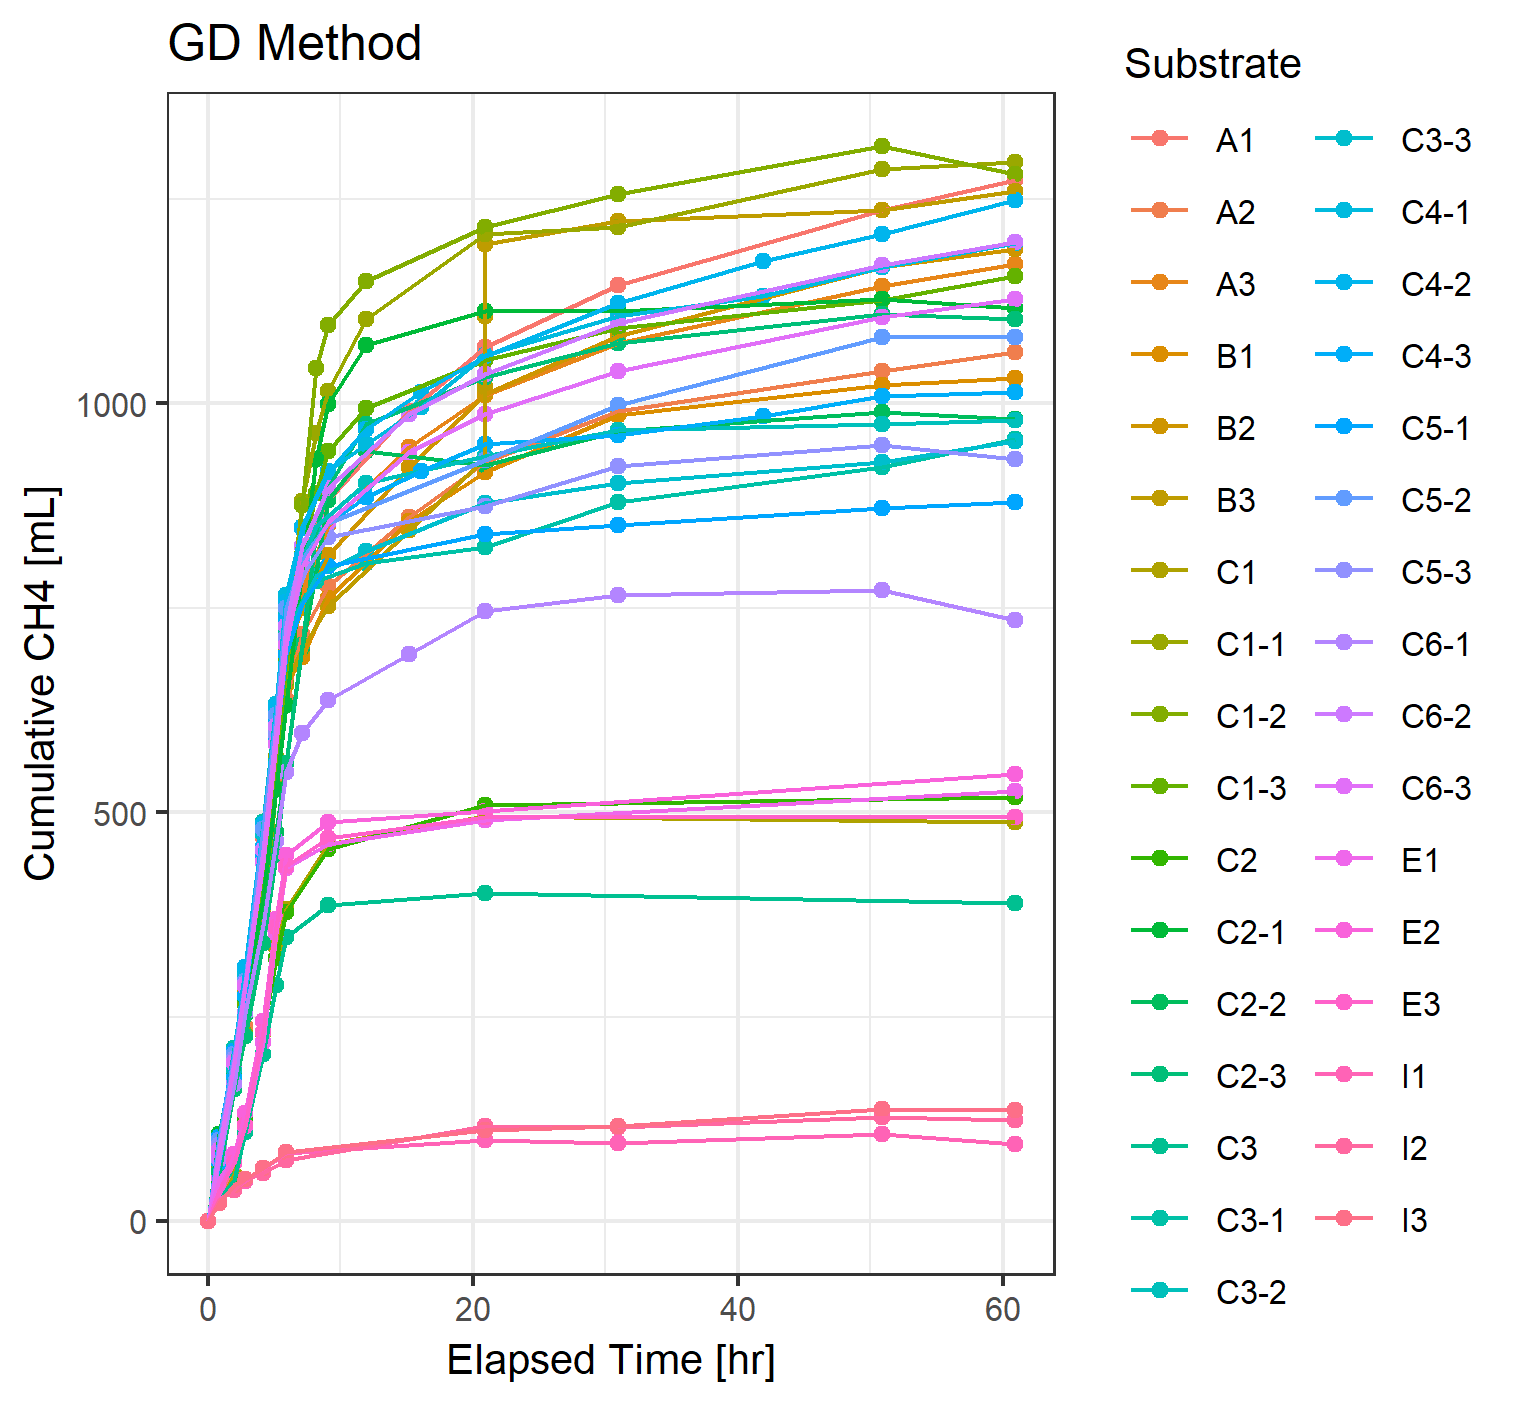 GD Method
Substrate
A1
A2
A3
B1
B2
B3
C1
C1-1
C1-2
C1-3
C2
C2-1
C2-2
C2-3
C3
C3-1
C3-2
C3-3
C4-1
C4-2
C4-3
C5-1
C5-2
C5-3
C6-1
C6-2
C6-3
E1
E2
E3
I1
I2
I3
Cumulative CH4 [mL]
1000
500
0
0 20 40 60
Elapsed Time [hr]